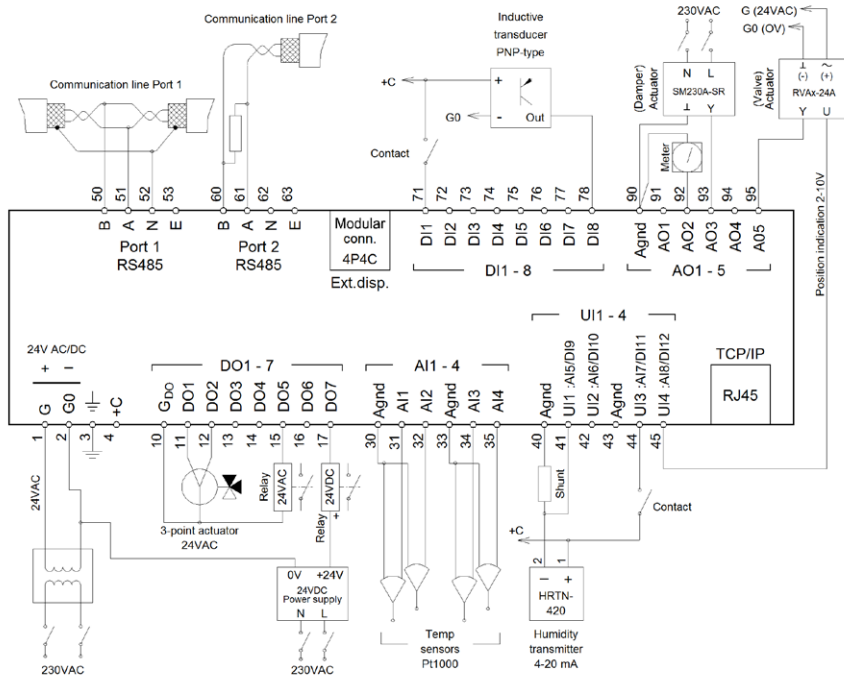 Communication line Port 2
Communication line Port 1
Inductive
transducer
PNP-type
+C
+
-
Out
G0
Contact
230VAC
N L
SM230A-SR
⊥ Y
(Damper)
Actuator
Meter
G (24VAC)
G0 (OV)
⊥ ~
(-) (+)
RVAx-24A
Y U
(Valve)
Actuator
Position indication 2-10V
50 51 52 53
60 61 62 63
71 72 73 74 75 76 77 78
90 91 92 93 94 95
B A N E
B A N E
Port 1
RS485
Port 2
RS485
Modular
conn.
4P4C
Ext.disp.
DI1 DI2 DI3 DI4 DI5 DI6 DI7 DI8
DI1 - 8
Agnd AO1 AO2 AO3 AO4 A05
AO1 - 5
24V AC/DC
+ −
G G0 +C
DO1 - 7
GDO DO1 DO2 DO3 DO4 DO5 DO6 DO7
AI1 - 4
Agnd AI1 AI2 Agnd AI3 AI4
UI1 - 4
Agnd
UI1 :AI5/DI9
UI2 :AI6/DI10
Agnd
UI3 :AI7/DI11
UI4 :AI8/DI12
TCP/IP
RJ45
1 2 3 4
10 11 12 13 14 15 16 17
30 31 32 33 34 35
40 41 42 43 44 45
24VAC
230VAC
3-point actuator
24VAC
Relay
24VAC
Relay
24VDC
+
0V +24V
24VDC
Power supply
N L
230VAC
Temp
sensors
Pt1000
Shunt
+C
Contact
2 1
− +
HRTN-
420
Humidity
transmitter
4-20 mA